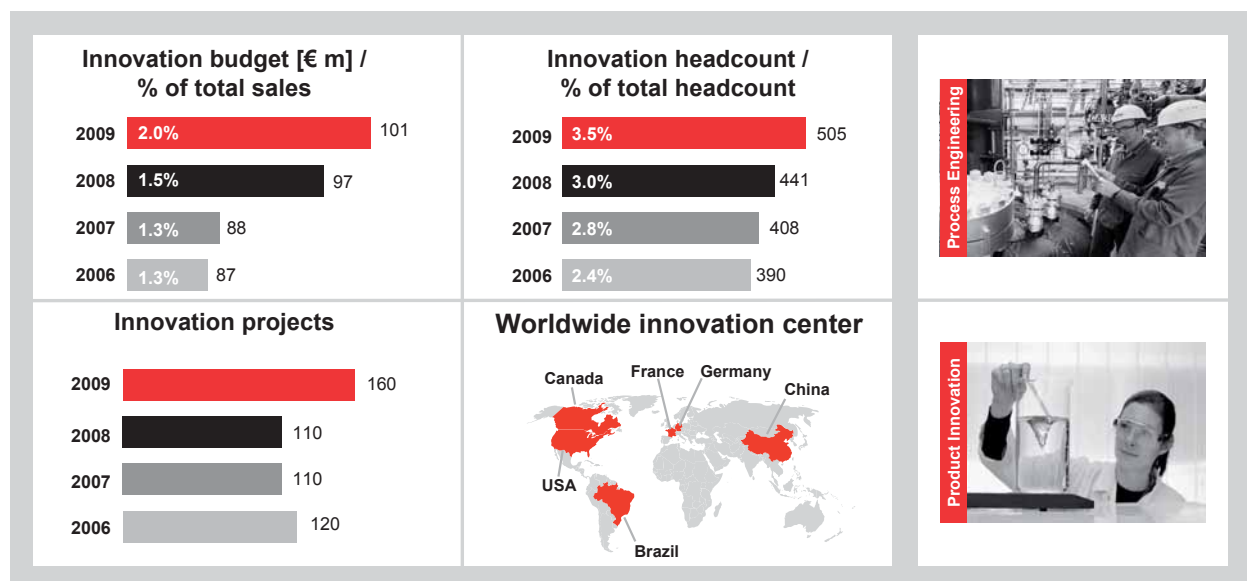 Innovation budget [€ m] /
% of total sales
2009 2.0% 101
2008 1.5% 97
2007 1.3% 88
2006 1.3% 87
Innovation headcount /
% of total headcount
2009 3.5% 505
2008 3.0% 441
2007 2.8% 408
2006 2.4% 390
Process Engineering
Innovation projects
2009 160
2008 110
2007 110
2006 120
Worldwide innovation center
Canada
France
Germany
China
USA
Brazil
Product Innovation